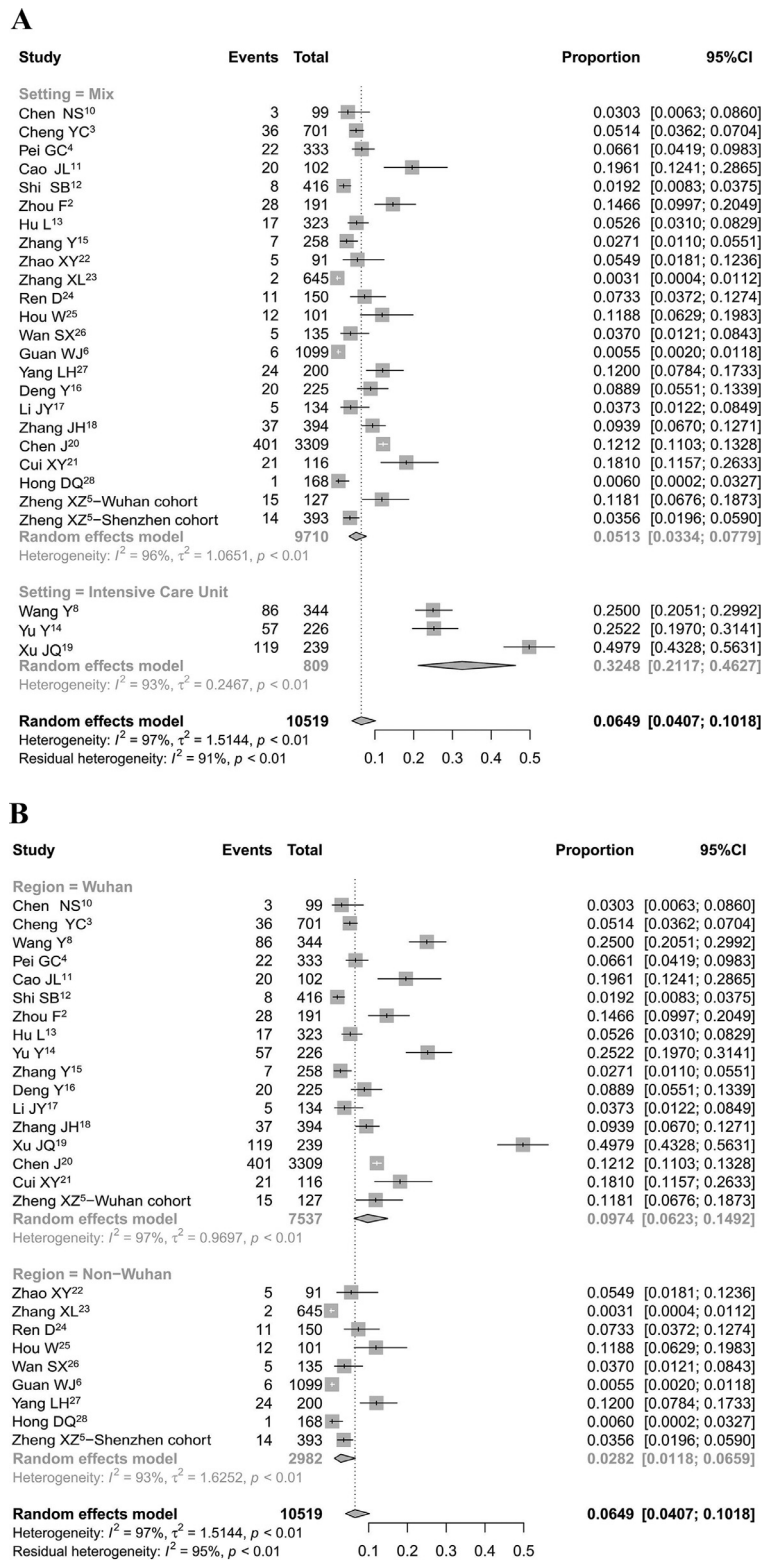 A
Study Events Total Proportion 95%CI
Setting = Mix
Chen NS¹⁰ 3 99 0.0303 [0.0063; 0.0860]
Cheng YC³ 36 701 0.0514 [0.0362; 0.0704]
Pei GC⁴ 22 333 0.0661 [0.0419; 0.0983]
Cao JL¹¹ 20 102 0.1961 [0.1241; 0.2865]
Shi SB¹² 8 416 0.0192 [0.0083; 0.0375]
Zhou F² 28 191 0.1466 [0.0997; 0.2049]
Hu L¹³ 17 323 0.0526 [0.0310; 0.0829]
Zhang Y¹⁵ 7 258 0.0271 [0.0110; 0.0551]
Zhao XY²² 5 91 0.0549 [0.0181; 0.1236]
Zhang XL²³ 2 645 0.0031 [0.0004; 0.0112]
Ren D²⁴ 11 150 0.0733 [0.0372; 0.1274]
Hou W²⁵ 12 101 0.1188 [0.0629; 0.1983]
Wan SX²⁶ 5 135 0.0370 [0.0121; 0.0843]
Guan WJ⁶ 6 1099 0.0055 [0.0020; 0.0118]
Yang LH²⁷ 24 200 0.1200 [0.0784; 0.1733]
Deng Y¹⁶ 20 225 0.0889 [0.0551; 0.1339]
Li JY¹⁷ 5 134 0.0373 [0.0122; 0.0849]
Zhang JH¹⁸ 37 394 0.0939 [0.0670; 0.1271]
Chen J²⁰ 401 3309 0.1212 [0.1103; 0.1328]
Cui XY²¹ 21 116 0.1810 [0.1157; 0.2633]
Hong DQ²⁸ 1 168 0.0060 [0.0002; 0.0327]
Zheng XZ⁵−Wuhan cohort 15 127 0.1181 [0.0676; 0.1873]
Zheng XZ⁵−Shenzhen cohort 14 393 0.0356 [0.0196; 0.0590]
Random effects model 9710 0.0513 [0.0334; 0.0779]
Heterogeneity: I² = 96%, τ² = 1.0651, p < 0.01
Setting = Intensive Care Unit
Wang Y⁸ 86 344 0.2500 [0.2051; 0.2992]
Yu Y¹⁴ 57 226 0.2522 [0.1970; 0.3141]
Xu JQ¹⁹ 119 239 0.4979 [0.4328; 0.5631]
Random effects model 809 0.3248 [0.2117; 0.4627]
Heterogeneity: I² = 93%, τ² = 0.2467, p < 0.01
Random effects model 10519 0.0649 [0.0407; 0.1018]
Heterogeneity: I² = 97%, τ² = 1.5144, p < 0.01
Residual heterogeneity: I² = 91%, p < 0.01
0.1 0.2 0.3 0.4 0.5
B
Study Events Total Proportion 95%CI
Region = Wuhan
Chen NS¹⁰ 3 99 0.0303 [0.0063; 0.0860]
Cheng YC³ 36 701 0.0514 [0.0362; 0.0704]
Wang Y⁸ 86 344 0.2500 [0.2051; 0.2992]
Pei GC⁴ 22 333 0.0661 [0.0419; 0.0983]
Cao JL¹¹ 20 102 0.1961 [0.1241; 0.2865]
Shi SB¹² 8 416 0.0192 [0.0083; 0.0375]
Zhou F² 28 191 0.1466 [0.0997; 0.2049]
Hu L¹³ 17 323 0.0526 [0.0310; 0.0829]
Yu Y¹⁴ 57 226 0.2522 [0.1970; 0.3141]
Zhang Y¹⁵ 7 258 0.0271 [0.0110; 0.0551]
Deng Y¹⁶ 20 225 0.0889 [0.0551; 0.1339]
Li JY¹⁷ 5 134 0.0373 [0.0122; 0.0849]
Zhang JH¹⁸ 37 394 0.0939 [0.0670; 0.1271]
Xu JQ¹⁹ 119 239 0.4979 [0.4328; 0.5631]
Chen J²⁰ 401 3309 0.1212 [0.1103; 0.1328]
Cui XY²¹ 21 116 0.1810 [0.1157; 0.2633]
Zheng XZ⁵−Wuhan cohort 15 127 0.1181 [0.0676; 0.1873]
Random effects model 7537 0.0974 [0.0623; 0.1492]
Heterogeneity: I² = 97%, τ² = 0.9697, p < 0.01
Region = Non−Wuhan
Zhao XY²² 5 91 0.0549 [0.0181; 0.1236]
Zhang XL²³ 2 645 0.0031 [0.0004; 0.0112]
Ren D²⁴ 11 150 0.0733 [0.0372; 0.1274]
Hou W²⁵ 12 101 0.1188 [0.0629; 0.1983]
Wan SX²⁶ 5 135 0.0370 [0.0121; 0.0843]
Guan WJ⁶ 6 1099 0.0055 [0.0020; 0.0118]
Yang LH²⁷ 24 200 0.1200 [0.0784; 0.1733]
Hong DQ²⁸ 1 168 0.0060 [0.0002; 0.0327]
Zheng XZ⁵−Shenzhen cohort 14 393 0.0356 [0.0196; 0.0590]
Random effects model 2982 0.0282 [0.0118; 0.0659]
Heterogeneity: I² = 93%, τ² = 1.6252, p < 0.01
Random effects model 10519 0.0649 [0.0407; 0.1018]
Heterogeneity: I² = 97%, τ² = 1.5144, p < 0.01
Residual heterogeneity: I² = 95%, p < 0.01
0.1 0.2 0.3 0.4 0.5